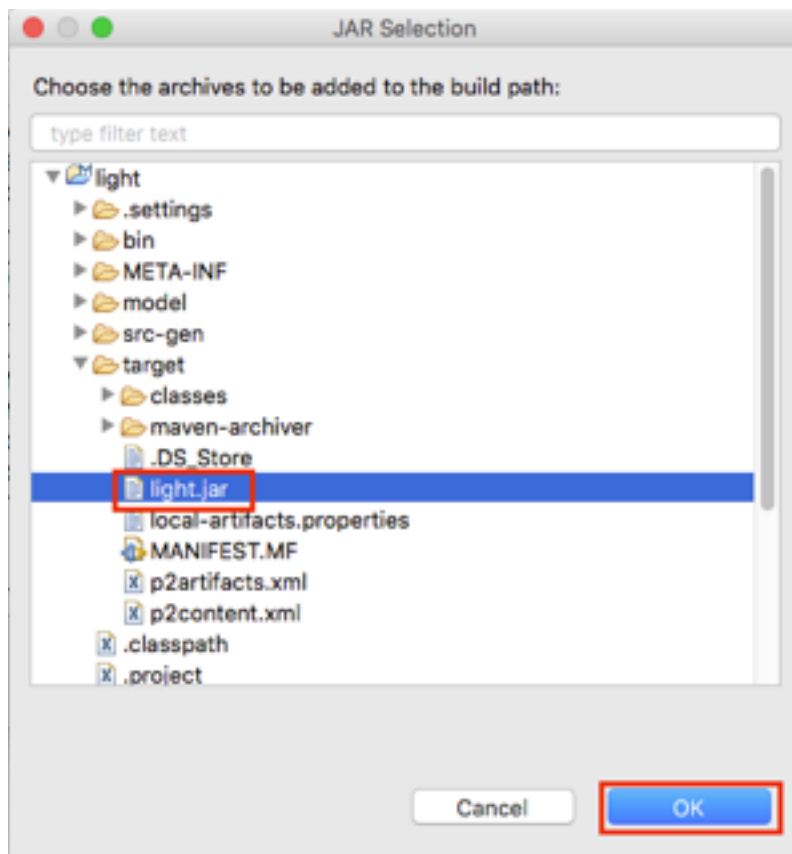 JAR Selection
Choose the archives to be added to the build path:
type filter text
light
.settings
bin
META-INF
model
src-gen
target
classes
maven-archiver
.DS_Store
light.jar
local-artifacts.properties
MANIFEST.MF
p2artifacts.xml
p2content.xml
.classpath
.project
Cancel OK